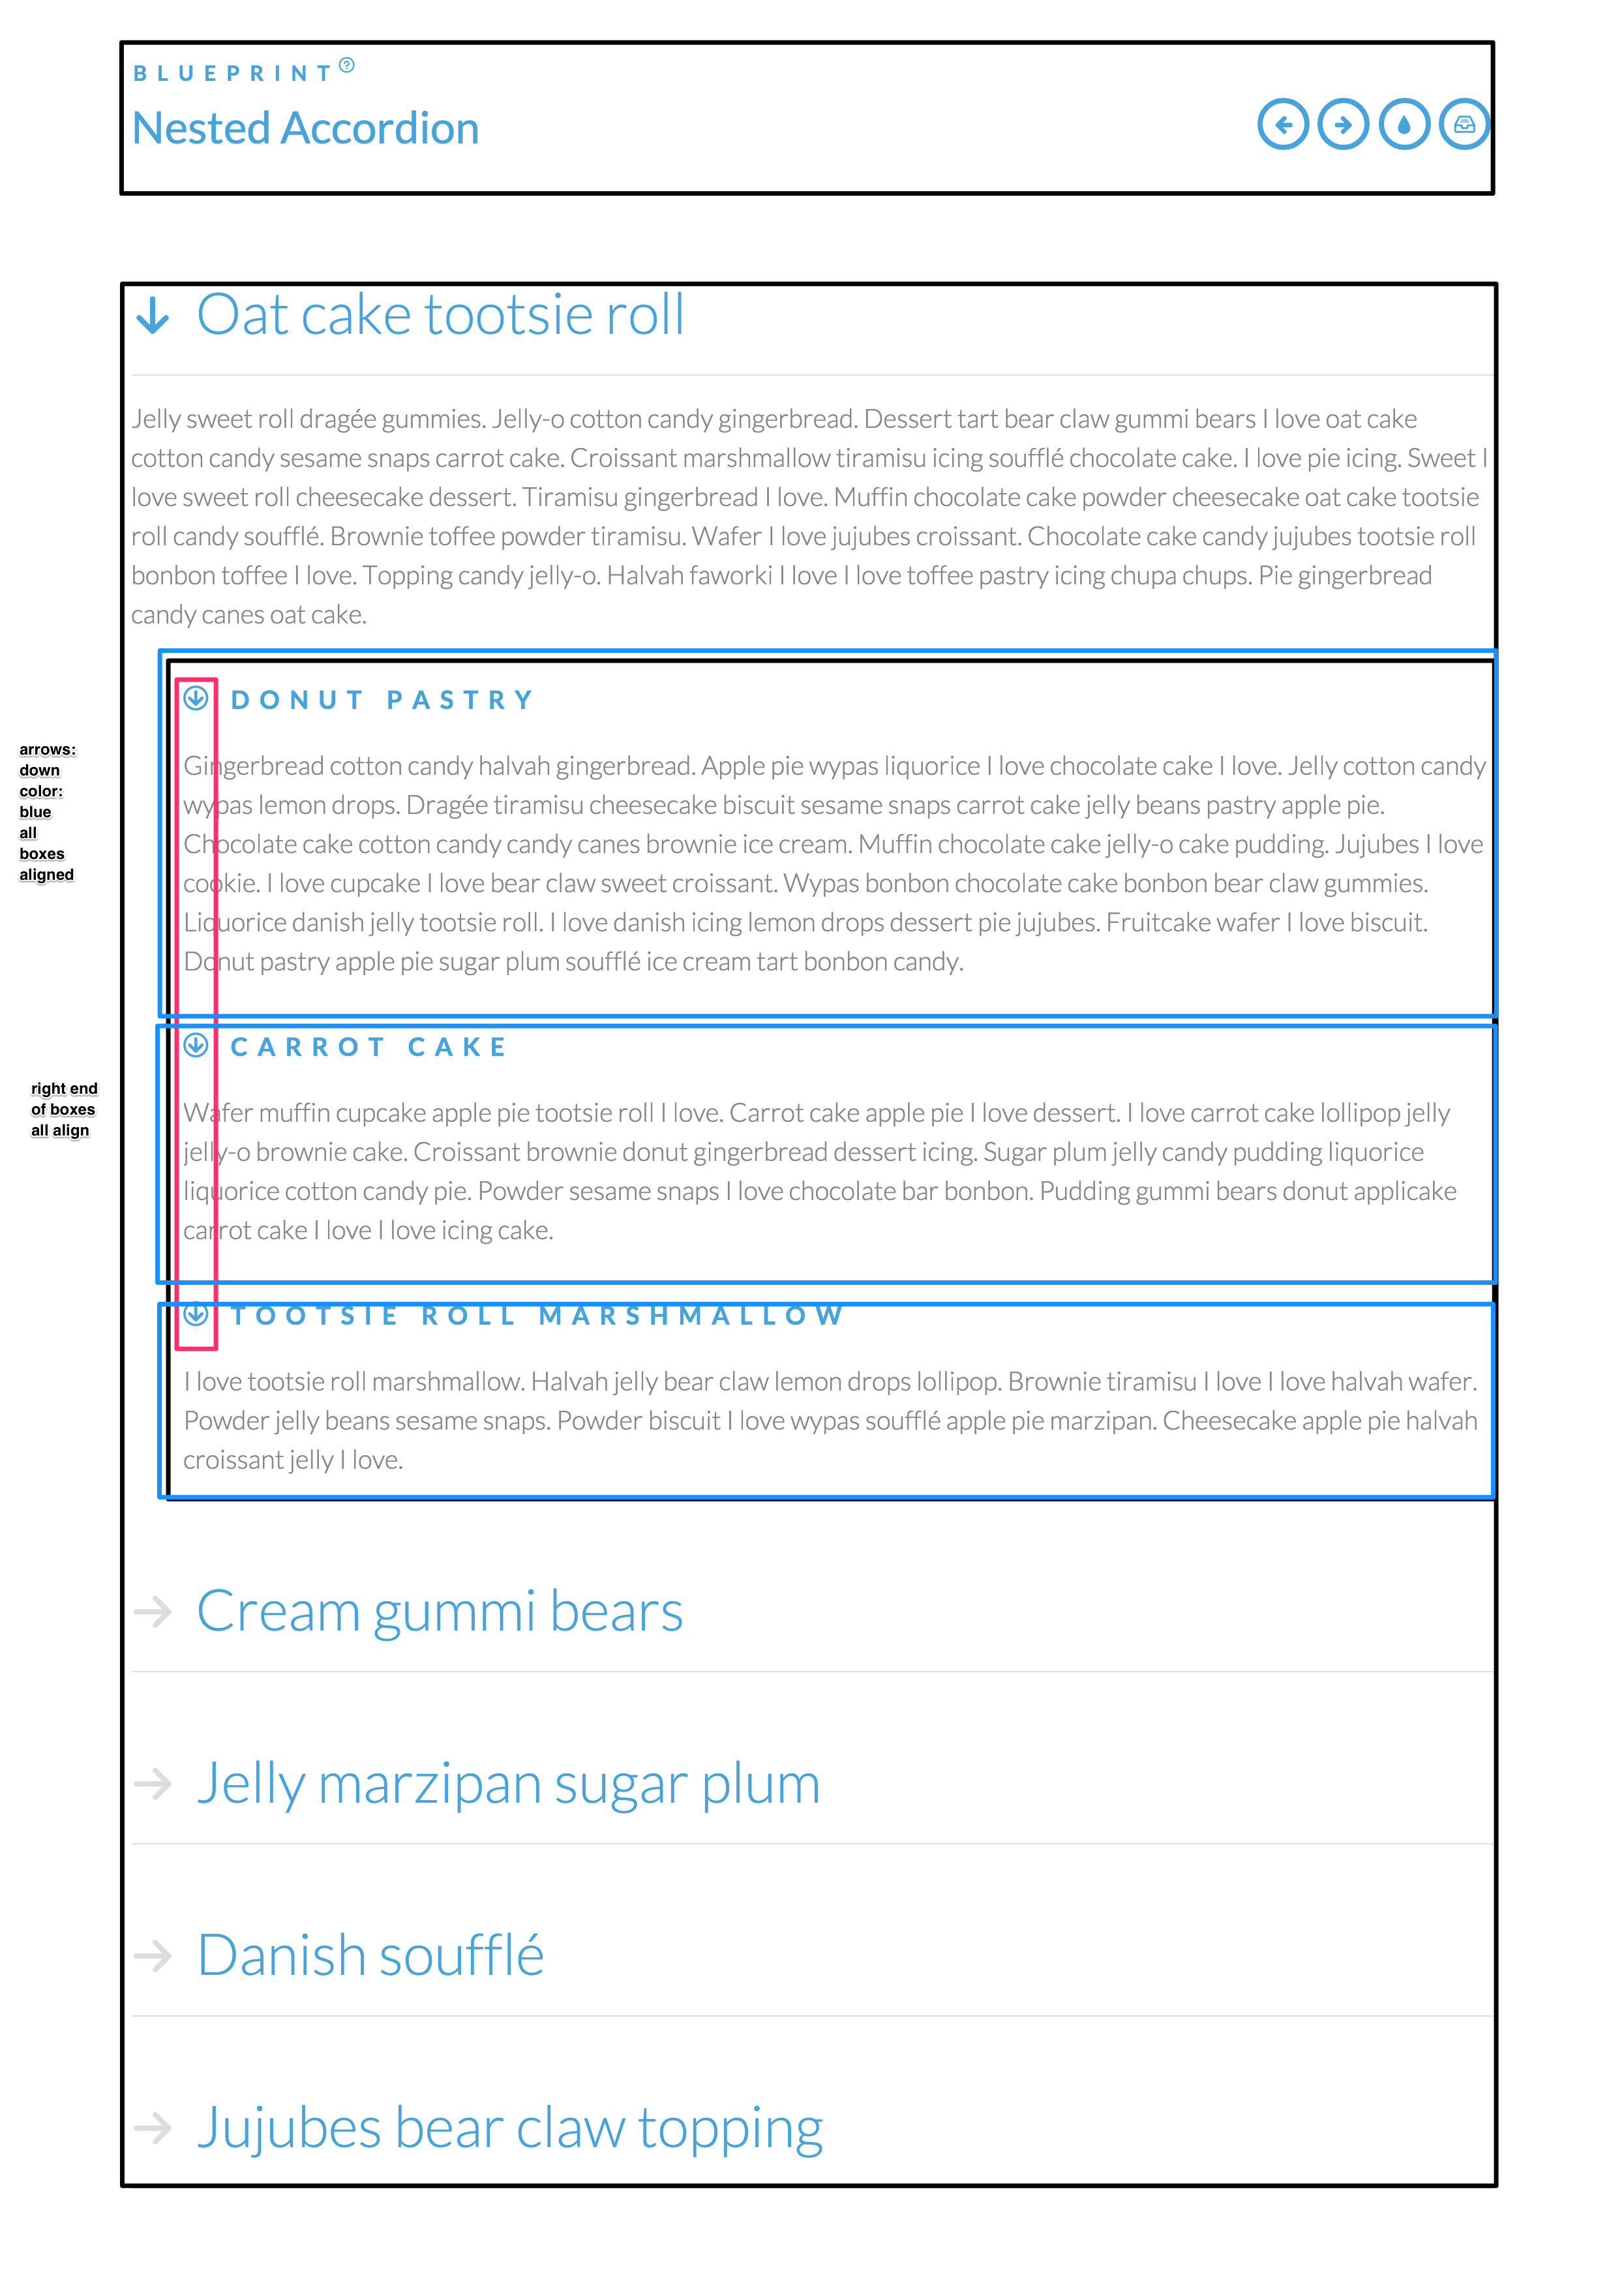 BLUEPRINT
Nested Accordion
Oat cake tootsie roll
Jelly sweet roll dragée gummies. Jelly-o cotton candy gingerbread. Dessert tart bear claw gummi bears I love oat cake
cotton candy sesame snaps carrot cake. Croissant marshmallow tiramisu icing soufflé chocolate cake. I love pie icing. Sweet I
love sweet roll cheesecake dessert. Tiramisu gingerbread I love. Muffin chocolate cake powder cheesecake oat cake tootsie
roll candy soufflé. Brownie toffee powder tiramisu. Wafer I love jujubes croissant. Chocolate cake candy jujubes tootsie roll
bonbon toffee I love. Topping candy jelly-o. Halvah faworki I love I love toffee pastry icing chupa chups. Pie gingerbread
candy canes oat cake.
DONUT PASTRY
Gingerbread cotton candy halvah gingerbread. Apple pie wypas liquorice I love chocolate cake I love. Jelly cotton candy
wypas lemon drops. Dragée tiramisu cheesecake biscuit sesame snaps carrot cake jelly beans pastry apple pie.
Chocolate cake cotton candy candy canes brownie ice cream. Muffin chocolate cake jelly-o cake pudding. Jujubes I love
cookie. I love cupcake I love bear claw sweet croissant. Wypas bonbon chocolate cake bonbon bear claw gummies.
Liquorice danish jelly tootsie roll. I love danish icing lemon drops dessert pie jujubes. Fruitcake wafer I love biscuit.
Donut pastry apple pie sugar plum soufflé ice cream tart bonbon candy.
arrows:
down
color:
blue
all
boxes
aligned
CARROT CAKE
Wafer muffin cupcake apple pie tootsie roll I love. Carrot cake apple pie I love dessert. I love carrot cake lollipop jelly
jelly-o brownie cake. Croissant brownie donut gingerbread dessert icing. Sugar plum jelly candy pudding liquorice
liquorice cotton candy pie. Powder sesame snaps I love chocolate bar bonbon. Pudding gummi bears donut applicake
carrot cake I love I love icing cake.
right end
of boxes
all align
TOOTSIE ROLL MARSHMALLOW
I love tootsie roll marshmallow. Halvah jelly bear claw lemon drops lollipop. Brownie tiramisu I love I love halvah wafer.
Powder jelly beans sesame snaps. Powder biscuit I love wypas soufflé apple pie marzipan. Cheesecake apple pie halvah
croissant jelly I love.
Cream gummi bears
Jelly marzipan sugar plum
Danish soufflé
Jujubes bear claw topping